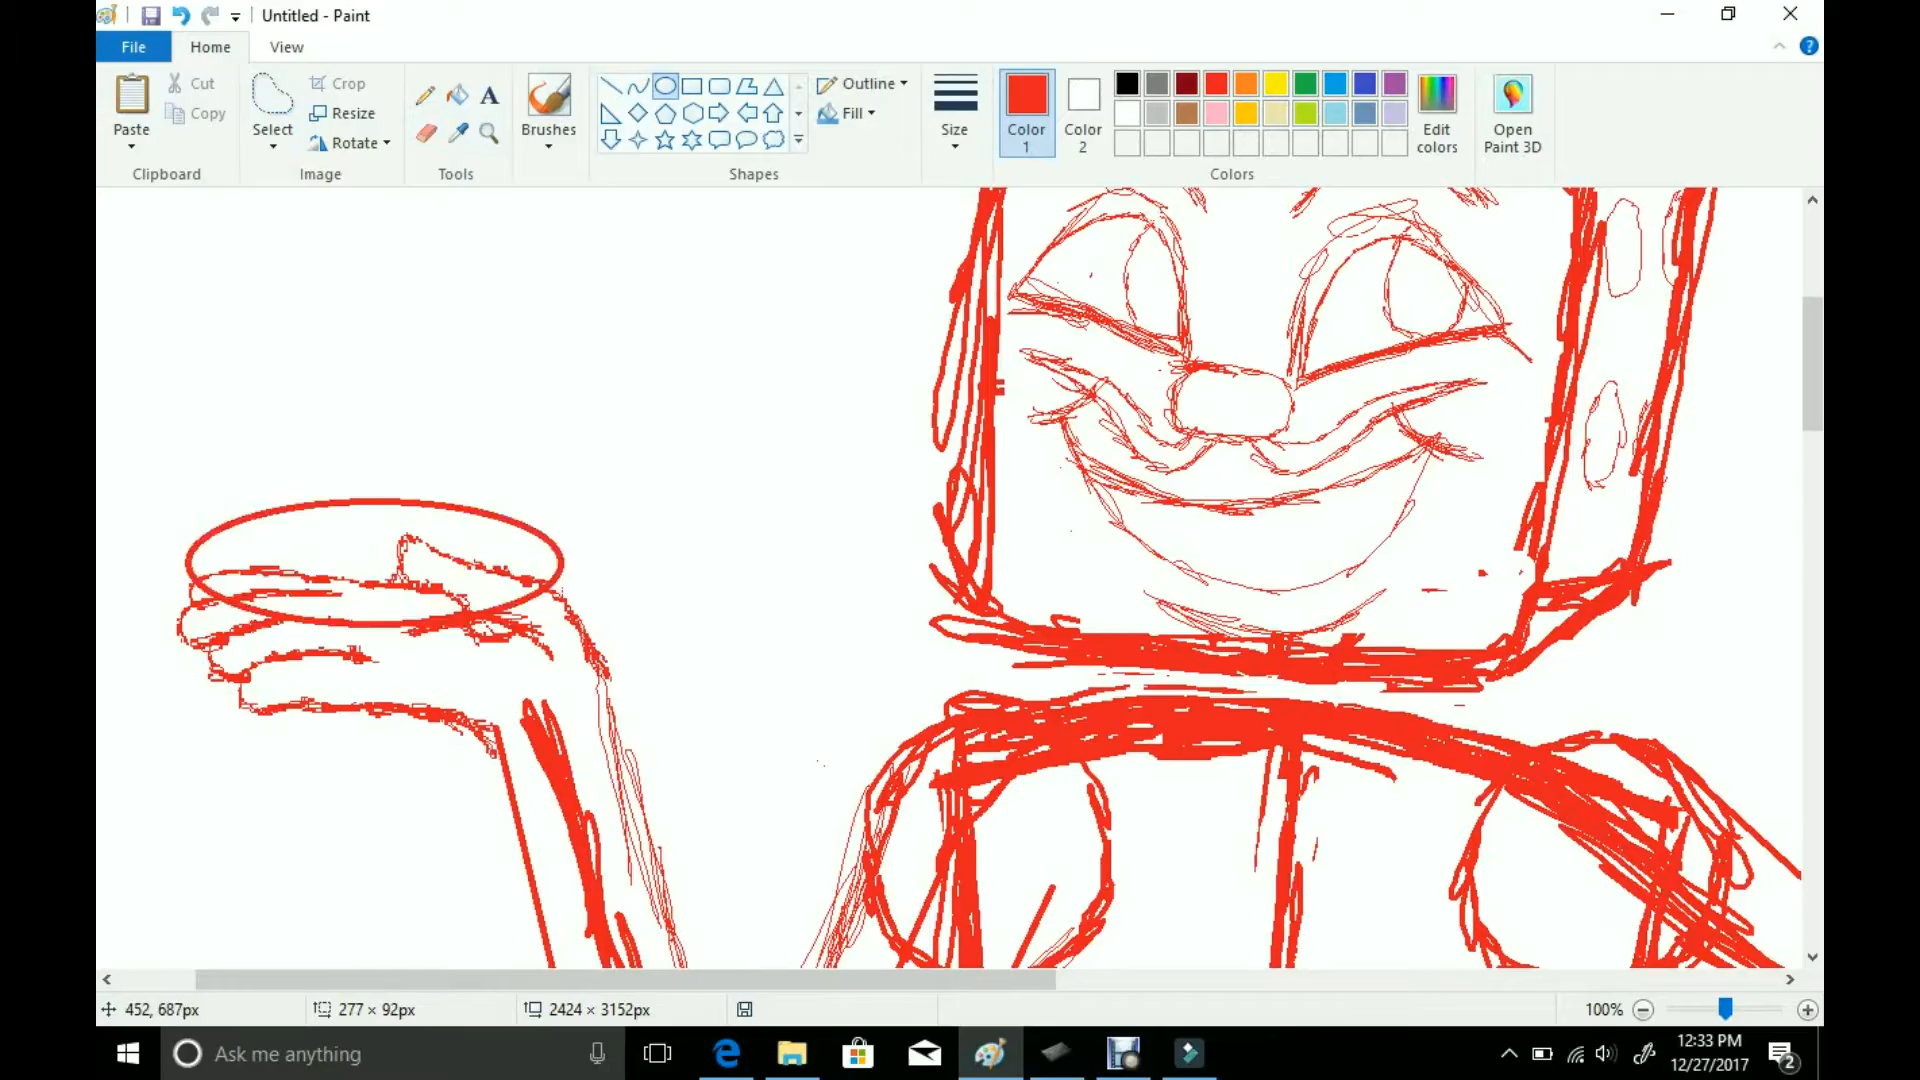 Untitled - Paint
File Home View
Paste
Cut
Copy
Clipboard
Select
Crop
Resize
Rotate
Image
A
Tools
Brushes
Outline
Fill
Shapes
Size
Color
1
Color
2
Edit
colors
Colors
Open
Paint 3D
452, 687px
277 × 92px
2424 × 3152px
100%
Ask me anything
12:33 PM
12/27/2017
2